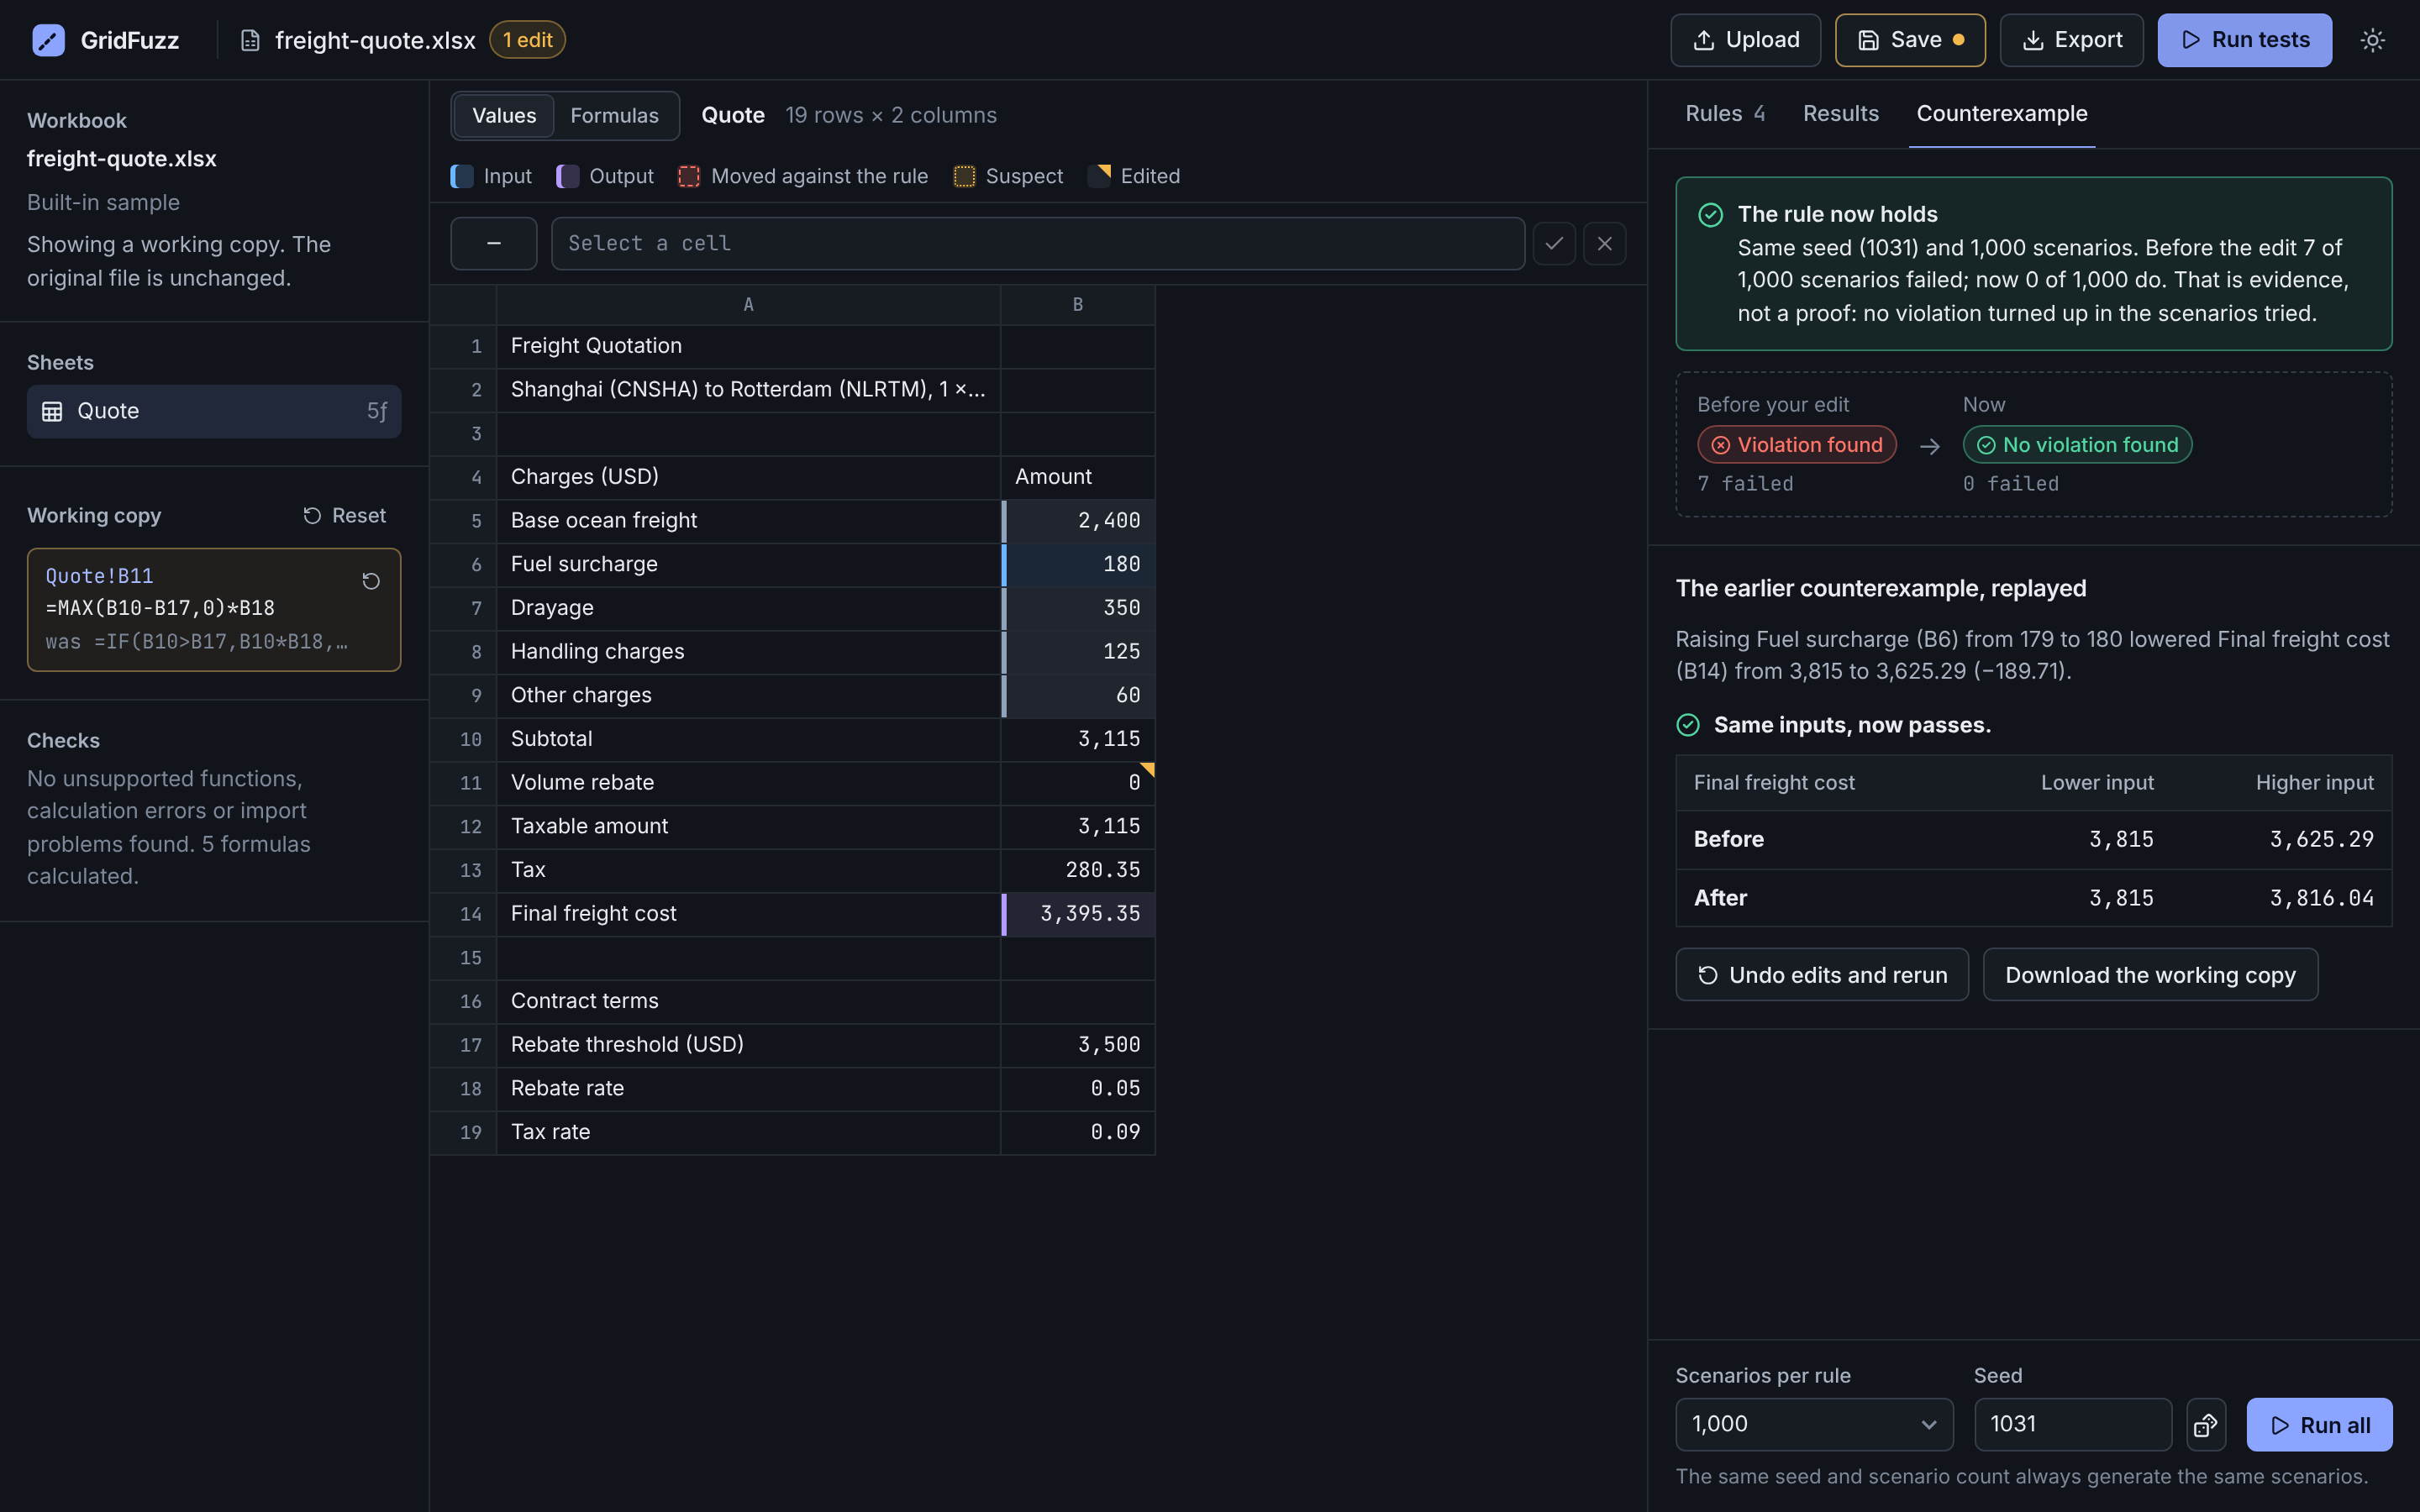 GridFuzz
freight-quote.xlsx
1 edit
Upload
Save
Export
Run tests
Workbook
freight-quote.xlsx
Built-in sample
Showing a working copy. The
original file is unchanged.
Sheets
Quote 5ƒ
Working copy
Reset
Quote!B11
=MAX(B10-B17,0)*B18
was =IF(B10>B17,B10*B18,…
Checks
No unsupported functions,
calculation errors or import
problems found. 5 formulas
calculated.
Values Formulas Quote 19 rows × 2 columns
Input Output Moved against the rule Suspect Edited
– Select a cell
A B
1 Freight Quotation
2 Shanghai (CNSHA) to Rotterdam (NLRTM), 1 ×...
3
4 Charges (USD) Amount
5 Base ocean freight 2,400
6 Fuel surcharge 180
7 Drayage 350
8 Handling charges 125
9 Other charges 60
10 Subtotal 3,115
11 Volume rebate 0
12 Taxable amount 3,115
13 Tax 280.35
14 Final freight cost 3,395.35
15
16 Contract terms
17 Rebate threshold (USD) 3,500
18 Rebate rate 0.05
19 Tax rate 0.09
Rules 4 Results Counterexample
The rule now holds
Same seed (1031) and 1,000 scenarios. Before the edit 7 of
1,000 scenarios failed; now 0 of 1,000 do. That is evidence,
not a proof: no violation turned up in the scenarios tried.
Before your edit Now
Violation found → No violation found
7 failed 0 failed
The earlier counterexample, replayed
Raising Fuel surcharge (B6) from 179 to 180 lowered Final freight cost
(B14) from 3,815 to 3,625.29 (−189.71).
Same inputs, now passes.
Final freight cost Lower input Higher input
Before 3,815 3,625.29
After 3,815 3,816.04
Undo edits and rerun
Download the working copy
Scenarios per rule Seed
1,000 1031 Run all
The same seed and scenario count always generate the same scenarios.